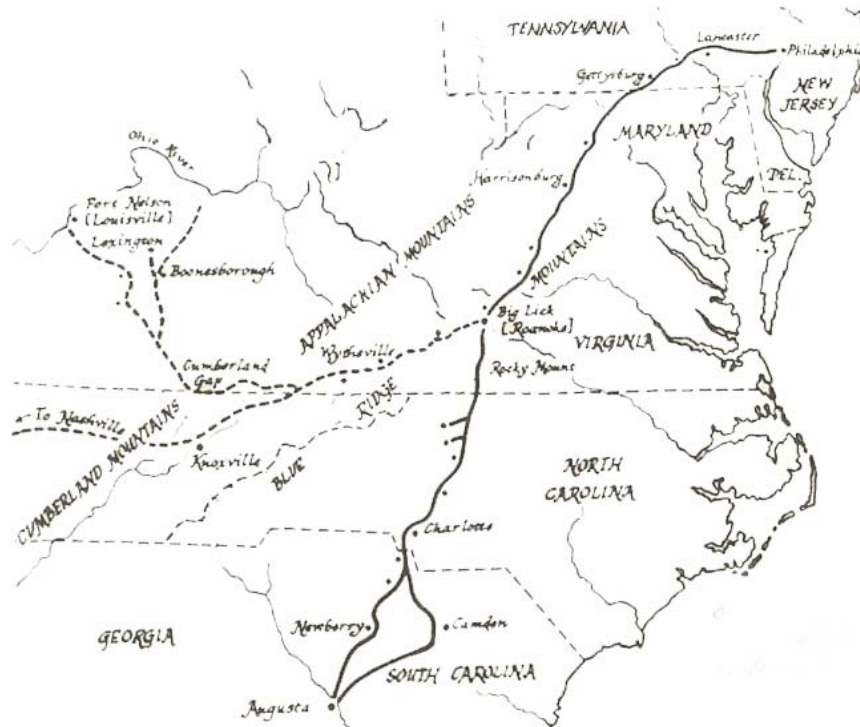 TENNSYLVANIA
Lancaster
Philadelphi
Gettysburg
NEW
JERSEY
MARYLAND
DEL.
Ohio River
Harrisonburg
Fort Nelson
[Louisville]
Lexington
Boonesborough
APPALACHIAN MOUNTAINS
MOUNTAINS
Big Lick
[Roanoke]
VIRGINIA
Wytheville
Rocky Mount
Cumberland
Gap
RIDGE
To Nashville
CUMBERLAND MOUNTAINS
Knoxville
BLUE
NORTH
CAROLINA
Charlotte
Newberry
Camden
GEORGIA
SOUTH CAROLINA
Augusta